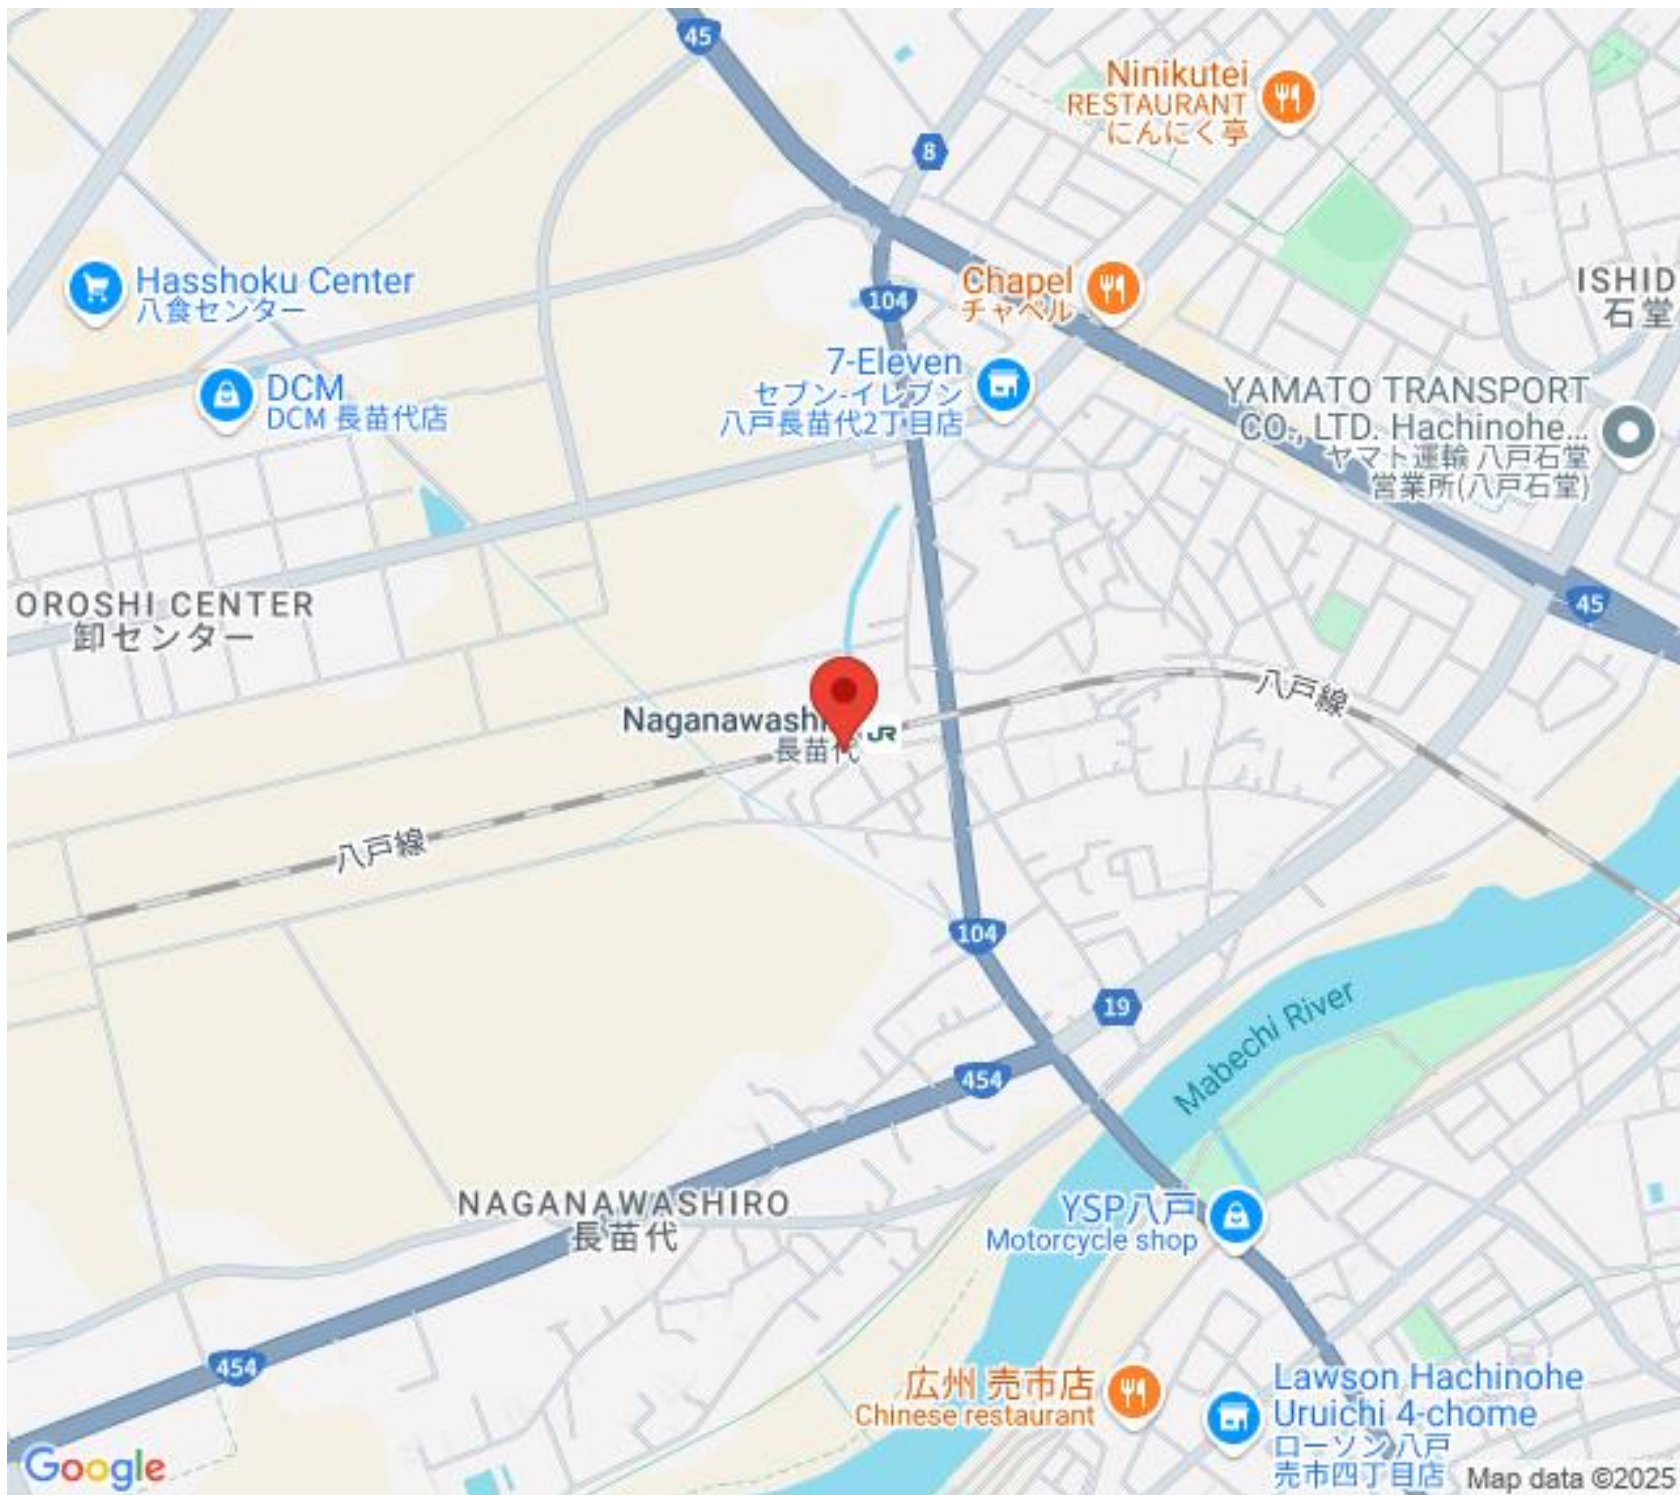 45
Ninikutei
RESTAURANT
にんにく亭
8
Hasshoku Center
八食センター
104
Chapel
チャペル
ISHID
石堂
DCM
DCM 長苗代店
7-Eleven
セブン-イレブン
八戸長苗代2丁目店
YAMATO TRANSPORT
CO., LTD. Hachinohe...
ヤマト運輸 八戸石堂
営業所(八戸石堂)
OROSHI CENTER
卸センター
45
八戸線
Naganawashi
長苗代
JR
八戸線
104
19
Mabechi River
454
NAGANAWASHIRO
長苗代
YSP八戸
Motorcycle shop
454
広州 売市店
Chinese restaurant
Lawson Hachinohe
Uruichi 4-chome
ローソン 八戸
売市四丁目店
Google
Map data ©2025